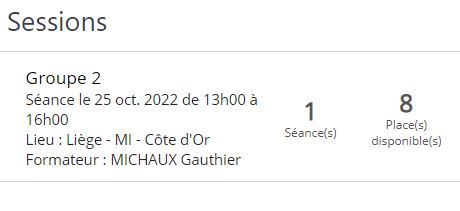 Sessions
Groupe 2
Séance le 25 oct. 2022 de 13h00 à
16h00
Lieu : Liège - MI - Côte d'Or
Formateur : MICHAUX Gauthier
1
Séance(s)
8
Place(s)
disponible(s)